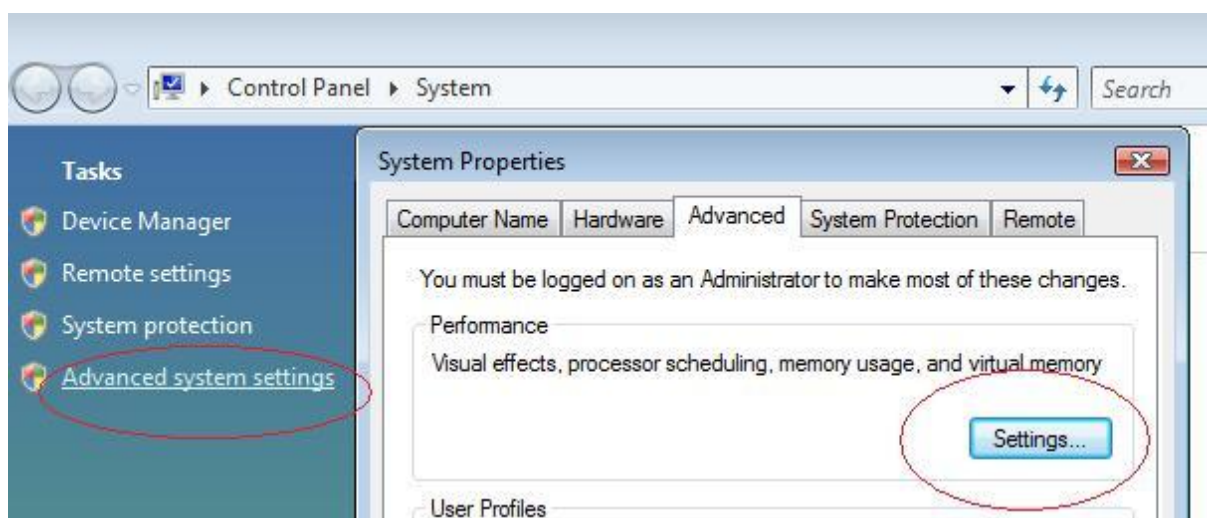 Control Panel System
Search
Tasks
Device Manager
Remote settings
System protection
Advanced system settings
System Properties
Computer Name Hardware Advanced System Protection Remote
You must be logged on as an Administrator to make most of these changes.
Performance
Visual effects, processor scheduling, memory usage, and virtual memory
Settings...
User Profiles